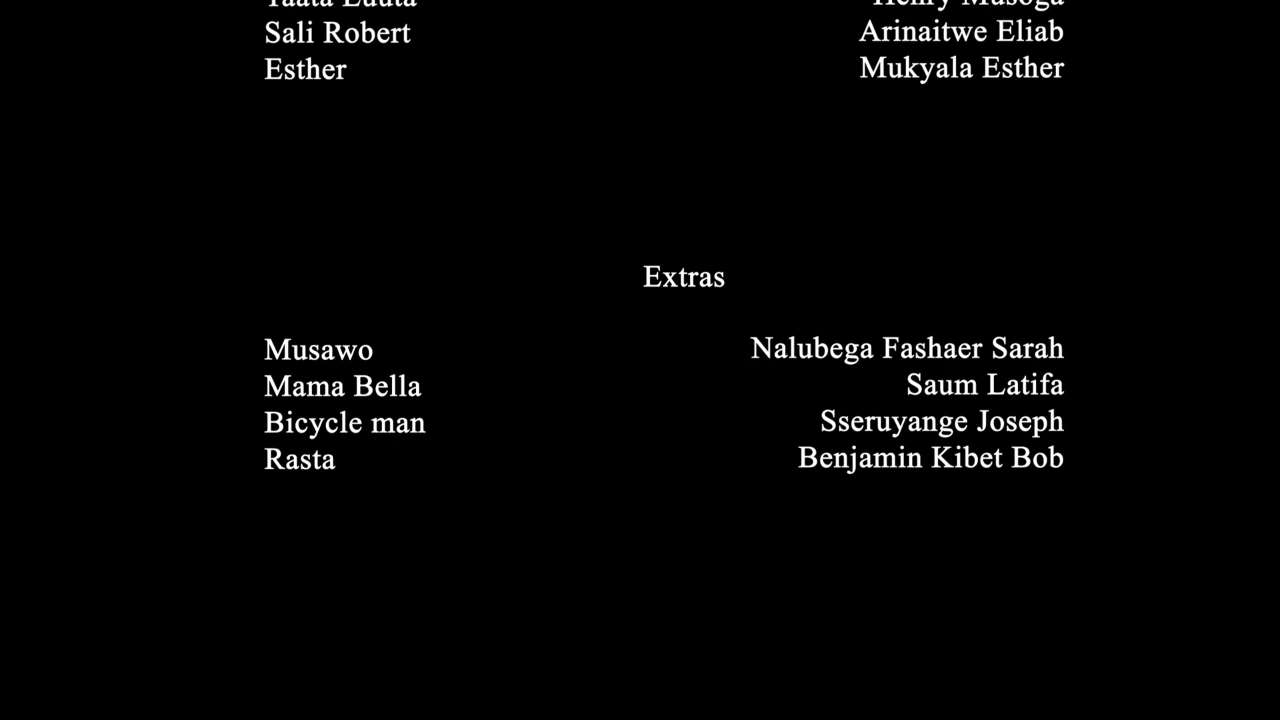 Sali Robert Arinaitwe Eliab
Esther Mukyala Esther
Extras
Musawo Nalubega Fashaer Sarah
Mama Bella Saum Latifa
Bicycle man Sseruyange Joseph
Rasta Benjamin Kibet Bob